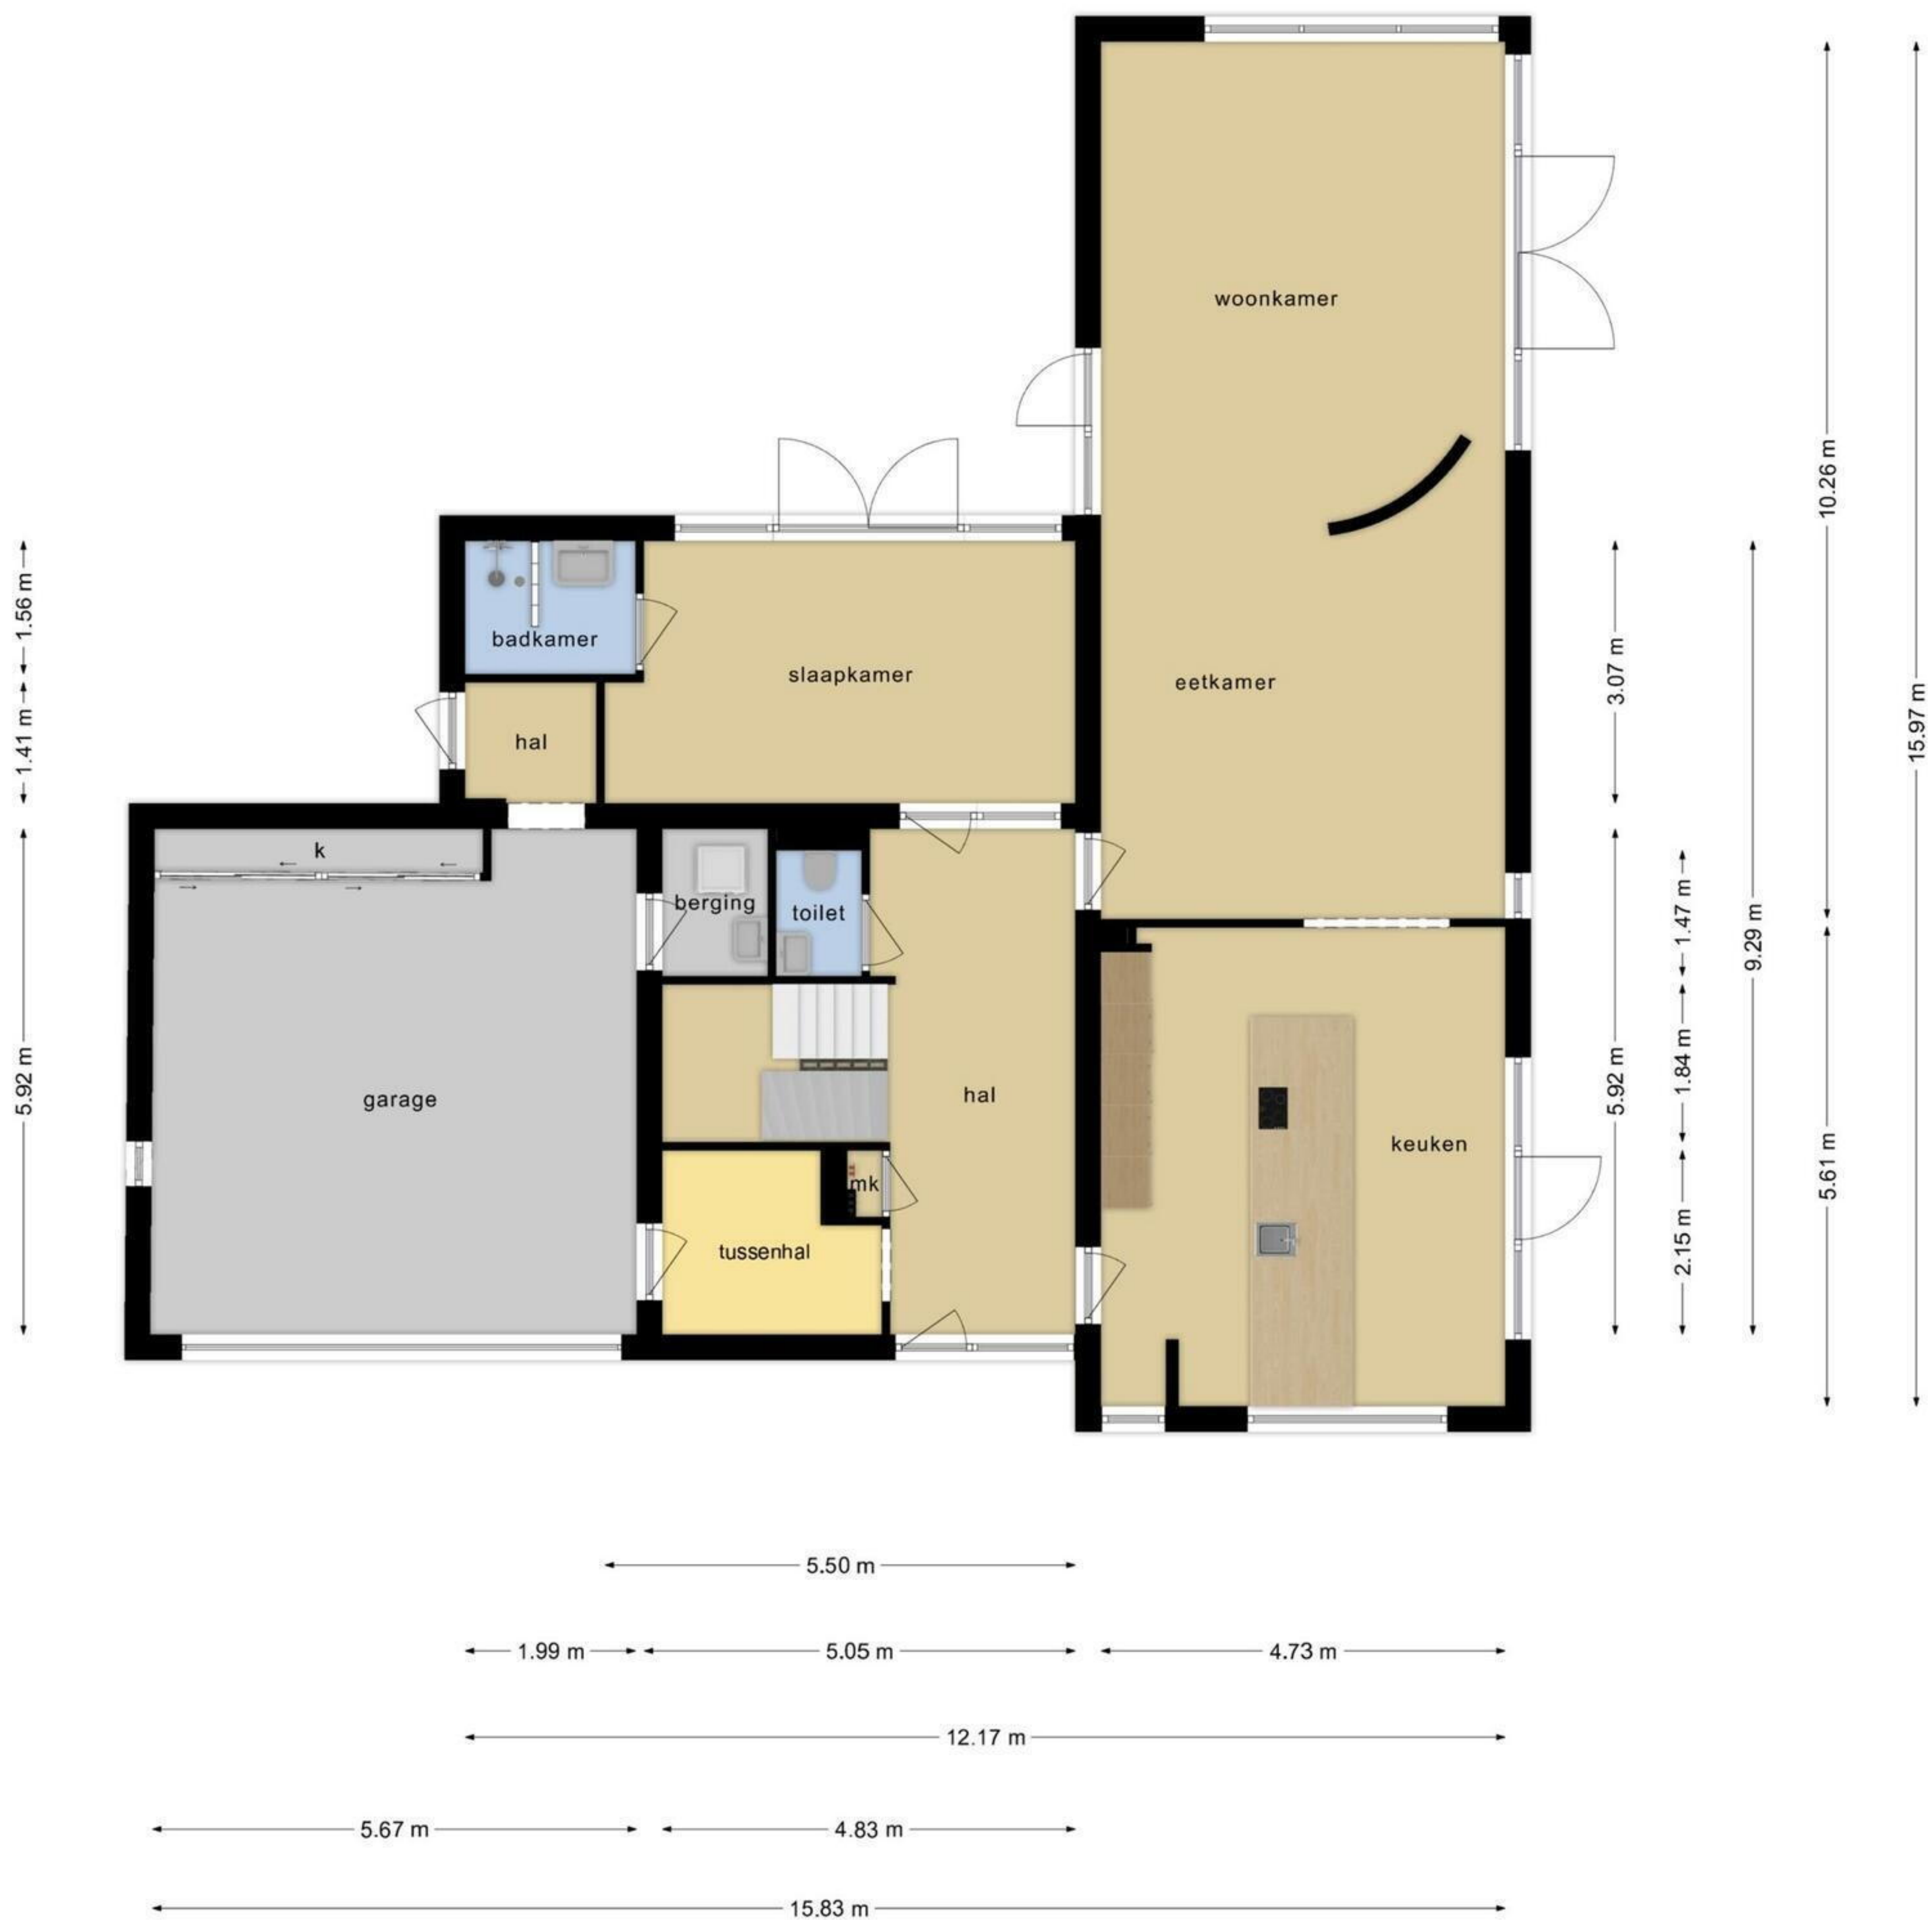 woonkamer
badkamer
slaapkamer
eetkamer
hal
k
berging
toilet
garage
hal
keuken
mk
tussenhal
1.56 m
1.41 m
5.92 m
3.07 m
5.92 m
1.47 m
1.84 m
2.15 m
9.29 m
10.26 m
5.61 m
15.97 m
5.50 m
1.99 m
5.05 m
4.73 m
12.17 m
5.67 m
4.83 m
15.83 m